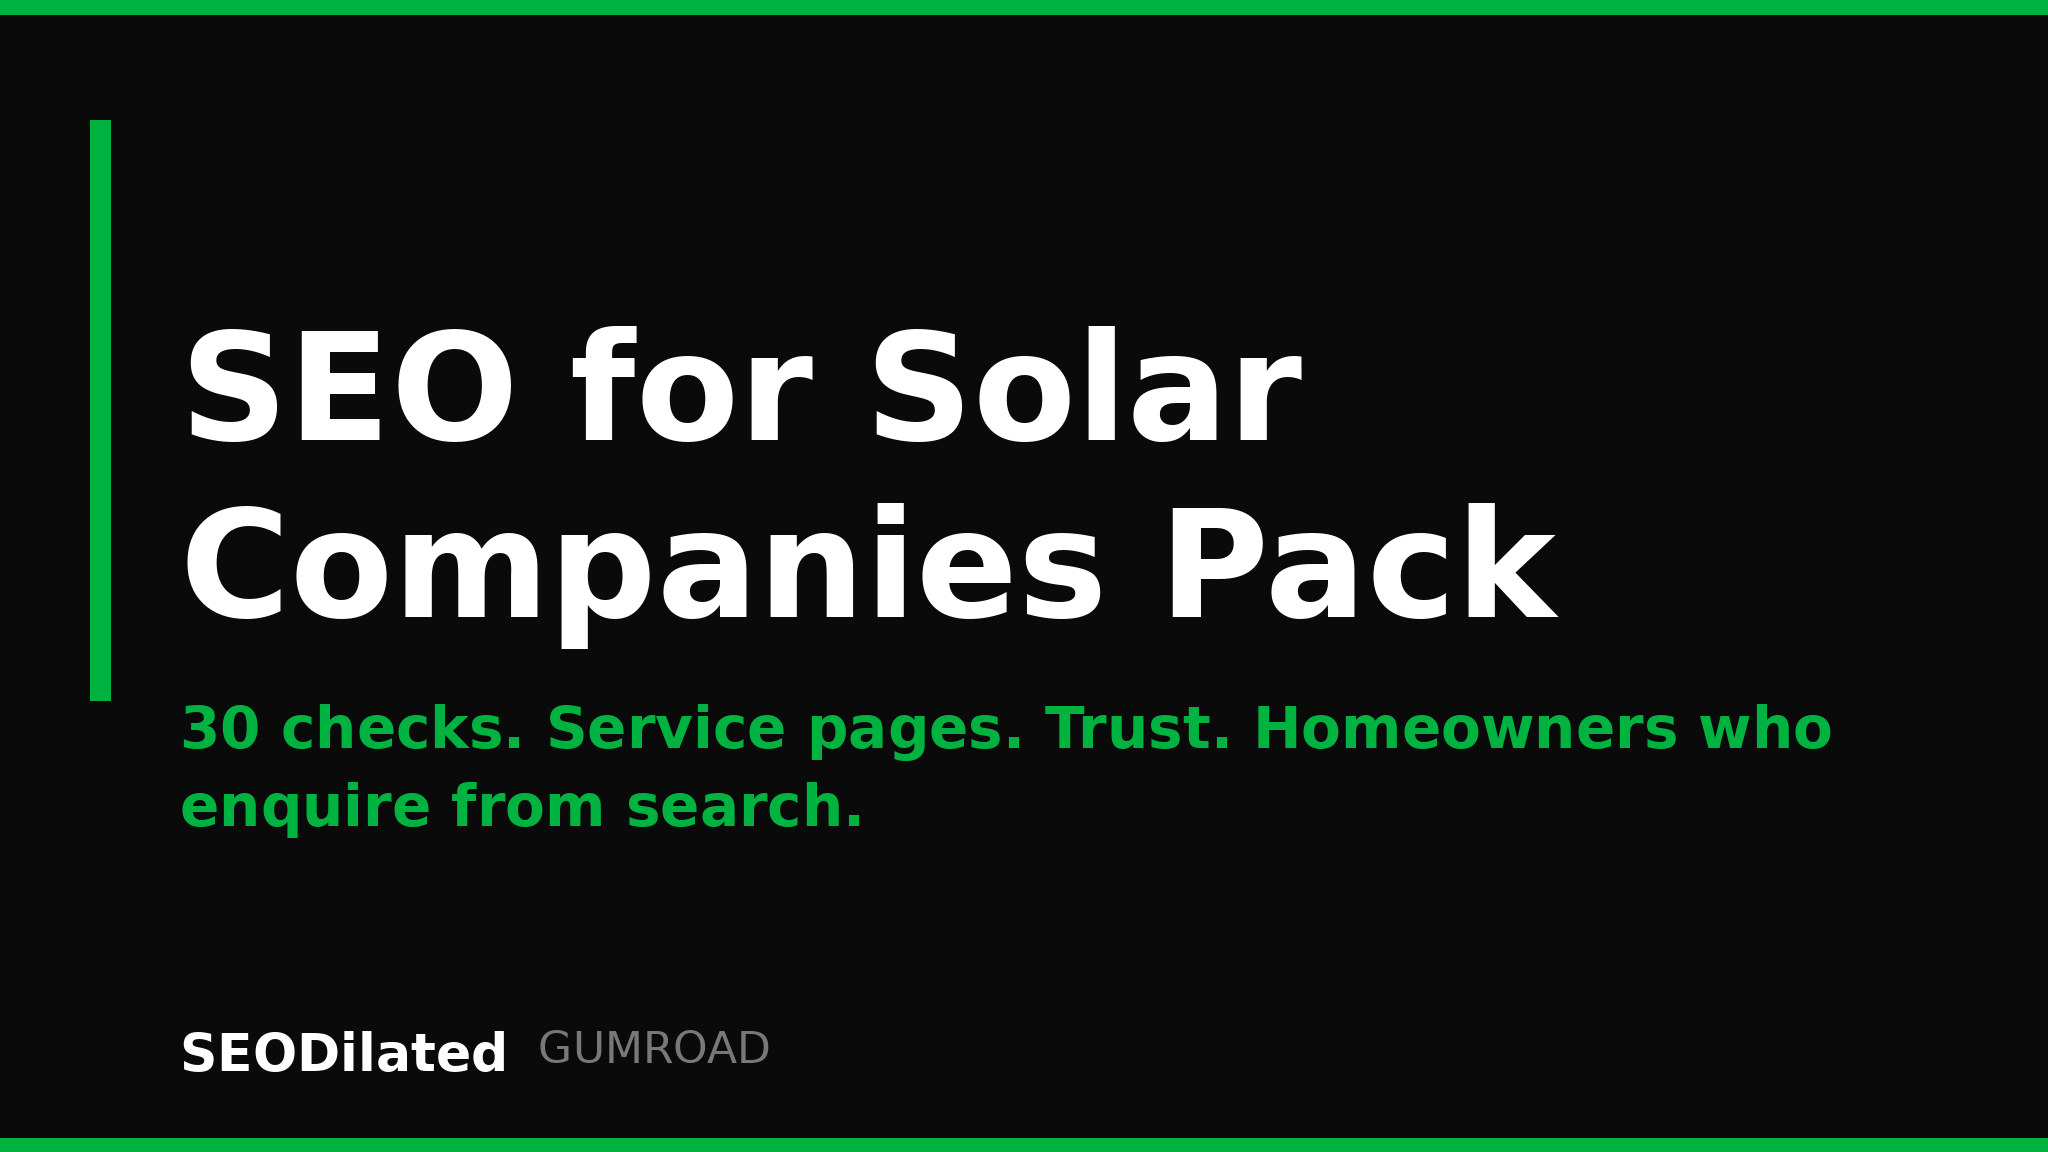 SEO for Solar
Companies Pack
30 checks. Service pages. Trust. Homeowners who
enquire from search.
SEODilated GUMROAD